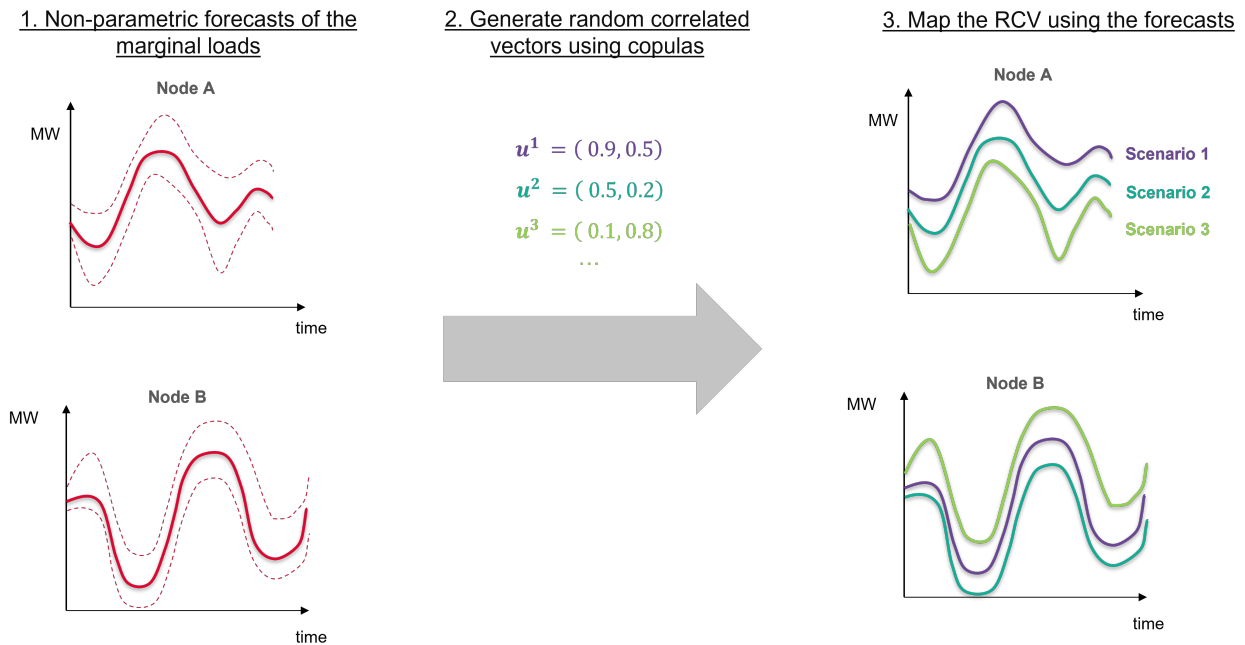 1. Non-parametric forecasts of the
marginal loads
2. Generate random correlated
vectors using copulas
3. Map the RCV using the forecasts
Node A
MW
time
Node B
MW
time
u¹ = ( 0.9, 0.5)
u² = ( 0.5, 0.2)
u³ = ( 0.1, 0.8)
...
Node A
MW
Scenario 1
Scenario 2
Scenario 3
time
Node B
MW
time